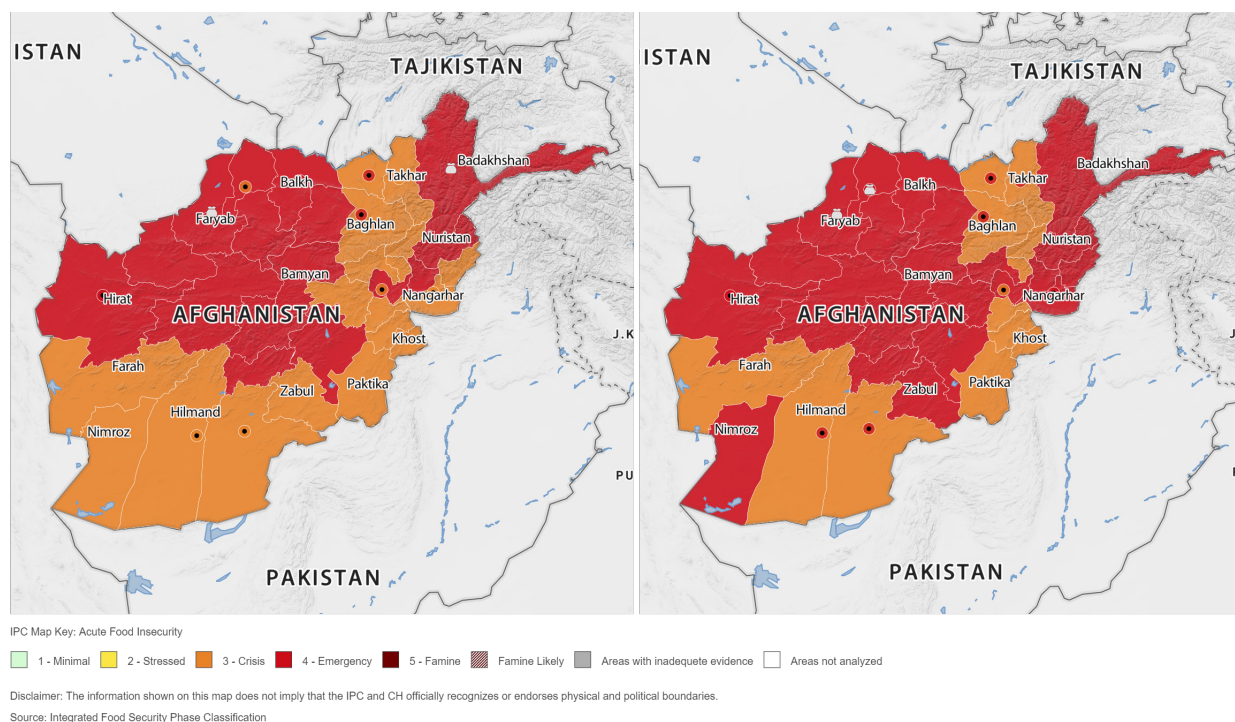 ISTAN
TAJIKISTAN
Badakhshan
Balkh
Takhar
Faryab
Baghlan
Nuristan
Bamyan
Nangarhar
Hirat
AFGHANISTAN
Khost
J.K
Farah
Paktika
Zabul
Hilmand
Nimroz
PU
PAKISTAN
ISTAN
TAJIKISTAN
Badakhshan
Balkh
Takhar
Faryab
Baghlan
Nuristan
Bamyan
Nangarhar
Hirat
AFGHANISTAN
Khost
Farah
Paktika
Zabul
Hilmand
Nimroz
PAKISTAN
IPC Map Key: Acute Food Insecurity
1 - Minimal 2 - Stressed 3 - Crisis 4 - Emergency 5 - Famine Famine Likely Areas with inadequete evidence Areas not analyzed
Disclaimer: The information shown on this map does not imply that the IPC and CH officially recognizes or endorses physical and political boundaries.
Source: Integrated Food Security Phase Classification